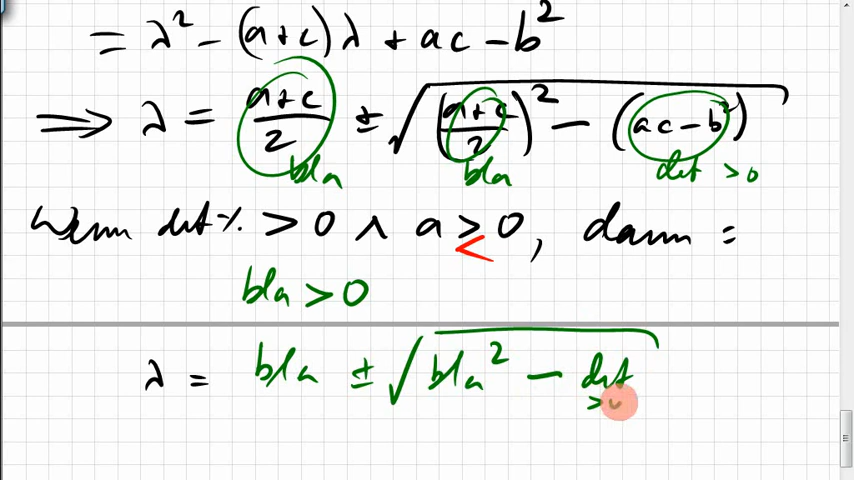 = λ² - (a+c)λ + ac - b²
⟹ λ = (a+c)/2 ± √(((a+c)/2)² - (ac - b²))
bla bla det > 0
Wenn det % > 0 ∧ a > 0, dann :
<
bla > 0
λ = bla ± √(bla² - det)
>0